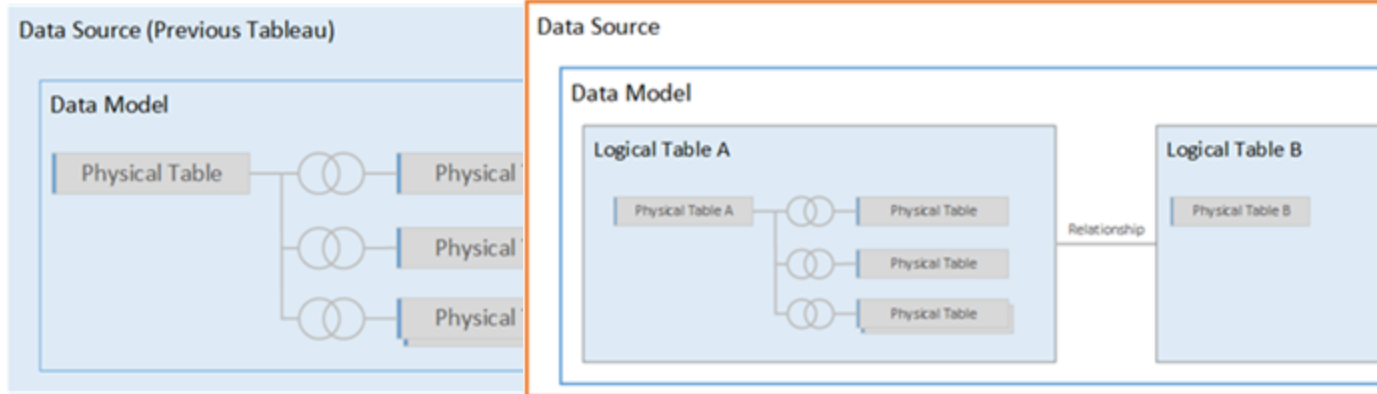 Data Source (Previous Tableau)
Data Model
Physical Table
Physical
Physical
Physical
Data Source
Data Model
Logical Table A
Physical Table A
Physical Table
Physical Table
Physical Table
Relationship
Logical Table B
Physical Table B